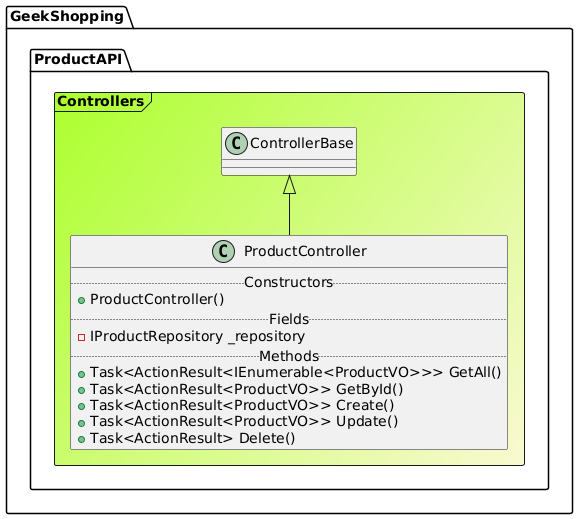 GeekShopping
ProductAPI
Controllers
C ControllerBase
C ProductController
Constructors
ProductController()
Fields
IProductRepository _repository
Methods
Task<ActionResult<IEnumerable<ProductVO>>> GetAll()
Task<ActionResult<ProductVO>> GetById()
Task<ActionResult<ProductVO>> Create()
Task<ActionResult<ProductVO>> Update()
Task<ActionResult> Delete()